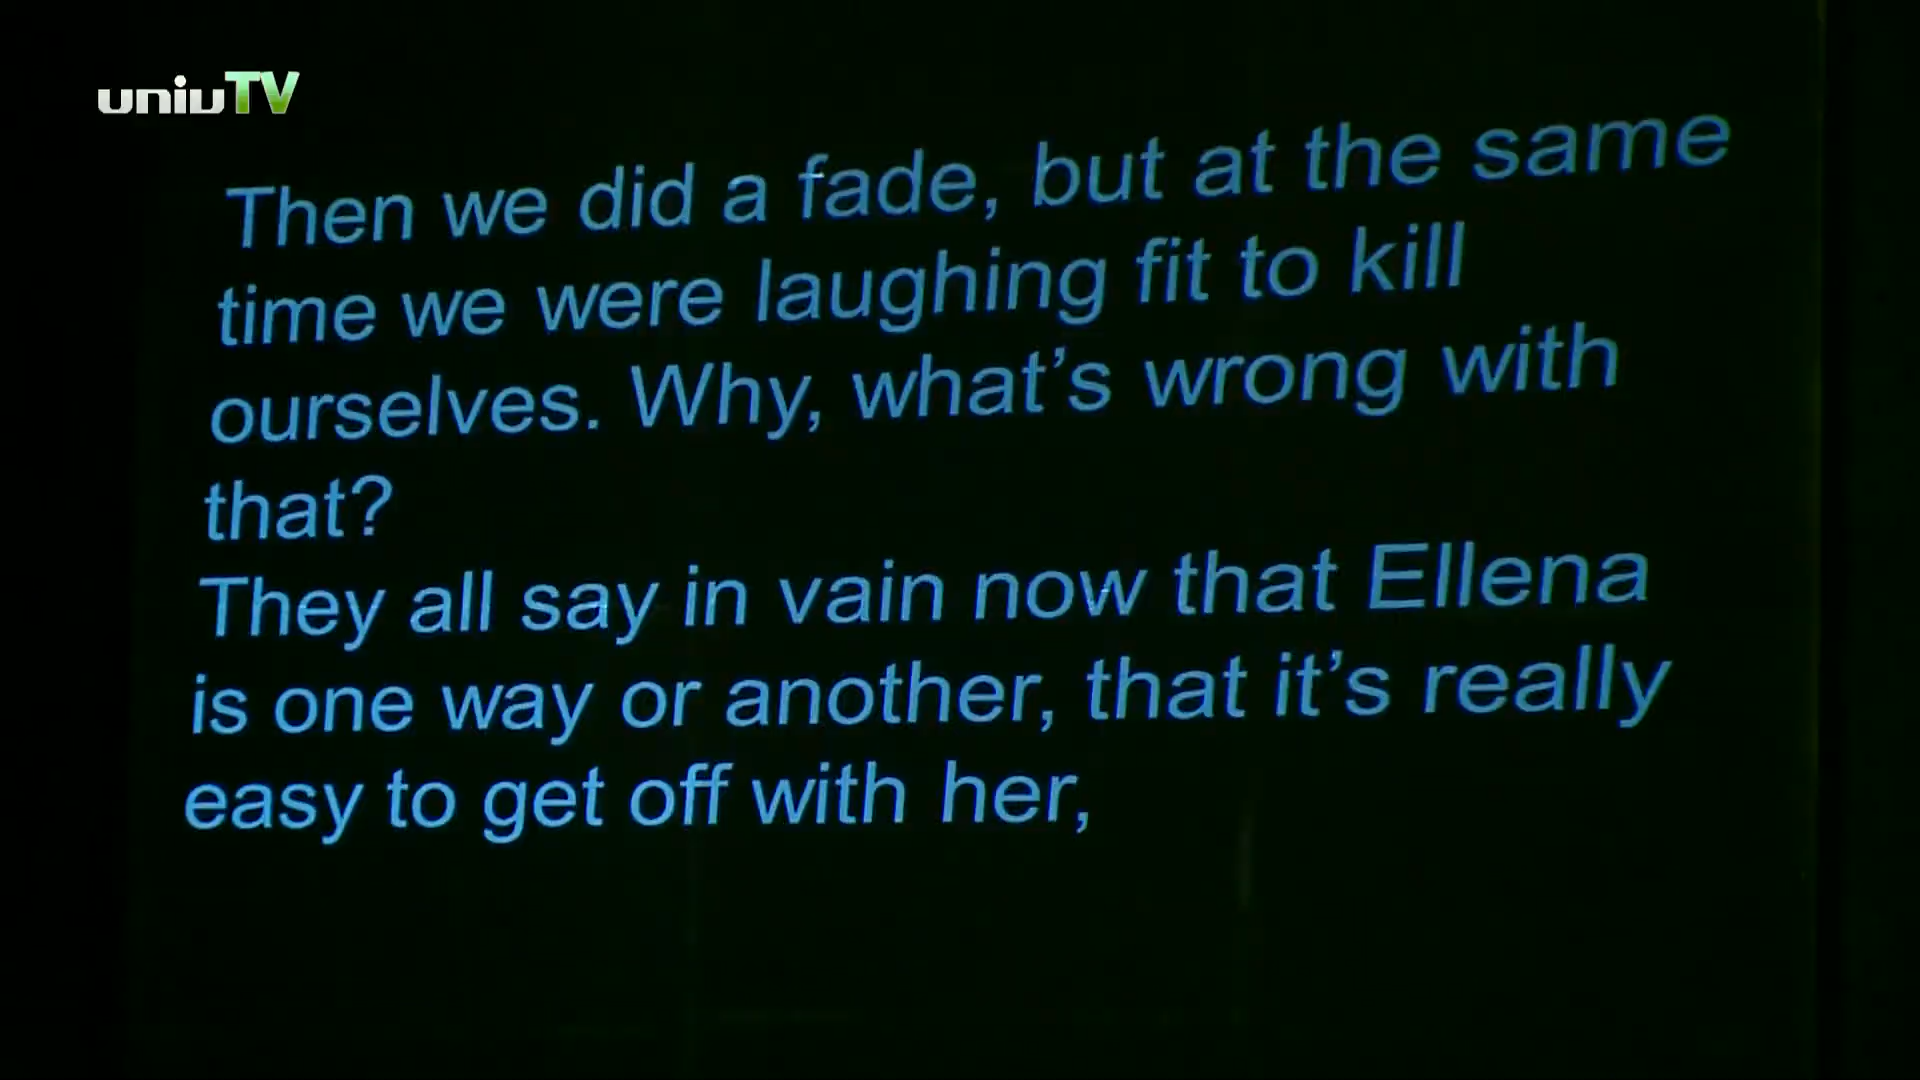 uniuTV
Then we did a fade, but at the same
time we were laughing fit to kill
ourselves. Why, what’s wrong with
that?
They all say in vain now that Ellena
is one way or another, that it’s really
easy to get off with her,